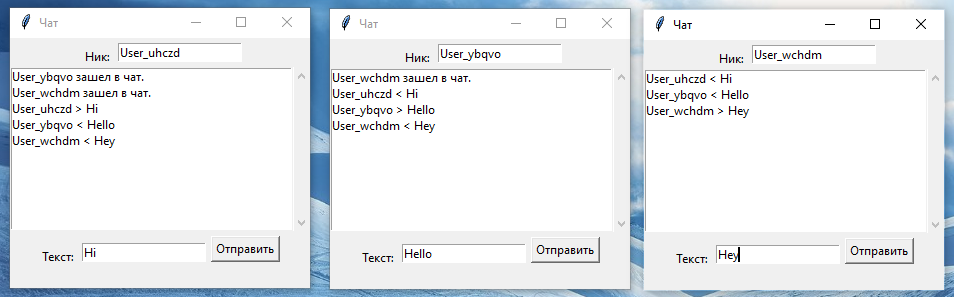 Чат
Ник: User_uhczd
User_ybqvo зашел в чат.
User_wchdm зашел в чат.
User_uhczd > Hi
User_ybqvo < Hello
User_wchdm < Hey
Текст: Hi Отправить
Чат
Ник: User_ybqvo
User_wchdm зашел в чат.
User_uhczd < Hi
User_ybqvo > Hello
User_wchdm < Hey
Текст: Hello Отправить
Чат
Ник: User_wchdm
User_uhczd < Hi
User_ybqvo < Hello
User_wchdm > Hey
Текст: Hey Отправить